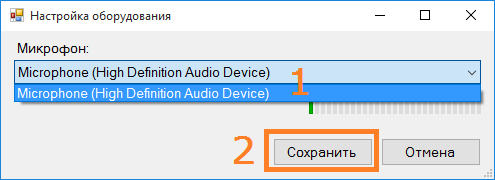 Настройка оборудования
Микрофон:
Microphone (High Definition Audio Device)
Microphone (High Definition Audio Device)
1
2
Сохранить
Отмена